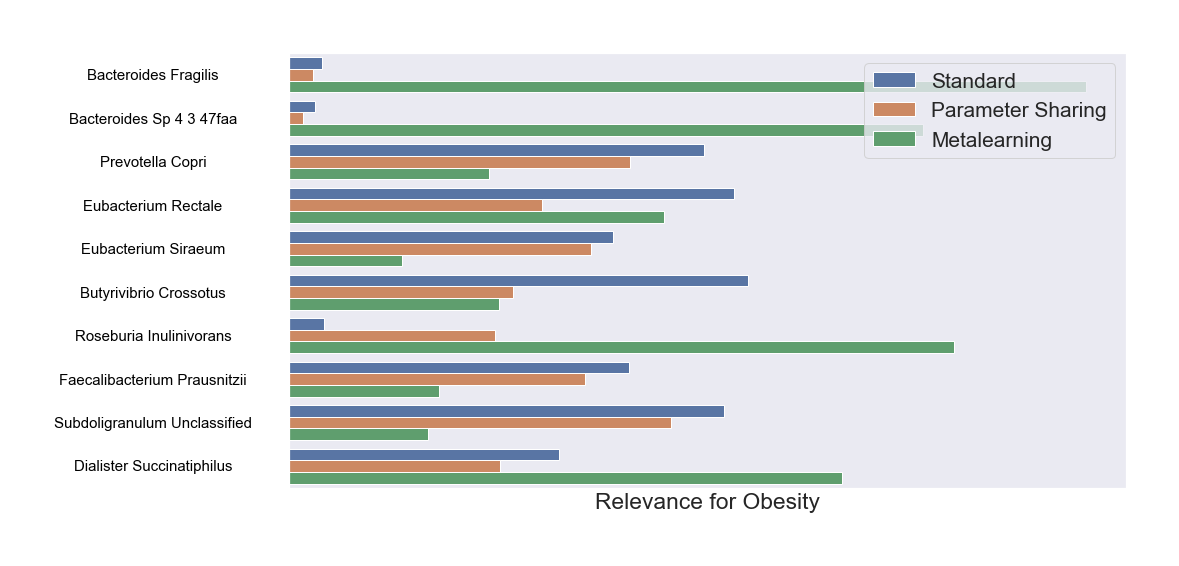 Bacteroides Fragilis
Bacteroides Sp 4 3 47faa
Prevotella Copri
Eubacterium Rectale
Eubacterium Siraeum
Butyrivibrio Crossotus
Roseburia Inulinivorans
Faecalibacterium Prausnitzii
Subdoligranulum Unclassified
Dialister Succinatiphilus
Standard
Parameter Sharing
Metalearning
Relevance for Obesity